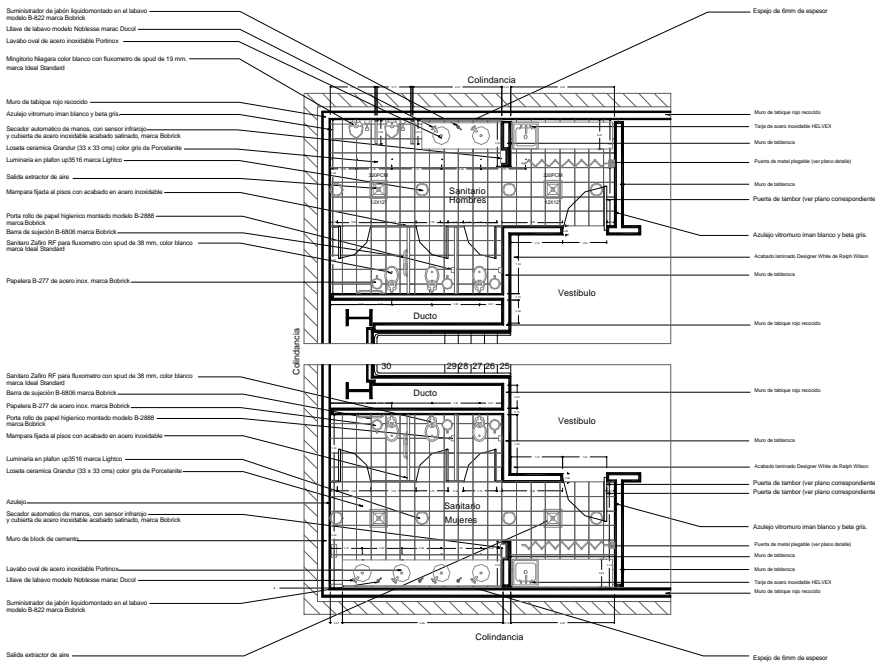 Suministrador de jabón liquidomontado en el labavo
modelo B-822 marca Bobrick
Lllave de labavo modelo Noblesse marac Docol
Lavabo oval de acero inoxidable Portinox
Mingitorio Niagara color blanco con fluxometro de spud de 19 mm.
marca Ideal Standard
Muro de tabique rojo recocido
Azulejo vitromuro iman blanco y beta gris.
Secador automatico de manos, con sensor infrarojo
y cubierta de acero inoxidable acabado satinado, marca Bobrick
Loseta ceramica Grandur (33 x 33 cms) color gris de Porcelanite
Luminaria en plafon up3516 marca Lightco
Salida extractor de aire
Mampara fijada al pisos con acabado en acero inoxidable
Porta rollo de papel higienico montado modelo B-2888
marca Bobrick
Barra de sujeción B-6806 marca Bobrick
Sanitaro Zafiro RF para fluxometro con spud de 38 mm, color blanco
marca Ideal Standard
Papelera B-277 de acero inox. marca Bobrick
Colindancia
320PCM
12X12"
320PCM
12X12"
Sanitario
Hombres
Ducto
Vestibulo
Colindancia
Espejo de 6mm de espesor
Muro de tabique rojo recocido
Tarja de acero inoxidable HELVEX
Muro de tablaroca
Puerta de metal plegable (ver plano detalle)
Muro de tablaroca
Puerta de tambor (ver plano correspondiente
Azulejo vitromuro iman blanco y beta gris.
Acabado laminado Designer White de Ralph Wilson
Muro de tablaroca
Muro de tabique rojo recocido
30 29 28 27 26 25
Sanitaro Zafiro RF para fluxometro con spud de 38 mm, color blanco
marca Ideal Standard
Barra de sujeción B-6806 marca Bobrick
Papelera B-277 de acero inox. marca Bobrick
Porta rollo de papel higienico montado modelo B-2888
marca Bobrick
Mampara fijada al pisos con acabado en acero inoxidable
Luminaria en plafon up3516 marca Lightco
Loseta ceramica Grandur (33 x 33 cms) color gris de Porcelanite
Azulejo
Secador automatico de manos, con sensor infrarojo
y cubierta de acero inoxidable acabado satinado, marca Bobrick
Muro de block de cemento
Lavabo oval de acero inoxidable Portinox
Lllave de labavo modelo Noblesse marac Docol
Suministrador de jabón liquidomontado en el labavo
modelo B-822 marca Bobrick
Salida extractor de aire
Ducto
Vestibulo
Sanitario
Mujeres
Colindancia
Muro de tabique rojo recocido
Muro de tablaroca
Acabado laminado Designer White de Ralph Wilson
Puerta de tambor (ver plano correspondiente
Puerta de tambor (ver plano correspondiente
Azulejo vitromuro iman blanco y beta gris.
Puerta de metal plegable (ver plano detalle)
Muro de tablaroca
Muro de tablaroca
Tarja de acero inoxidable HELVEX
Muro de tabique rojo recocido
Espejo de 6mm de espesor